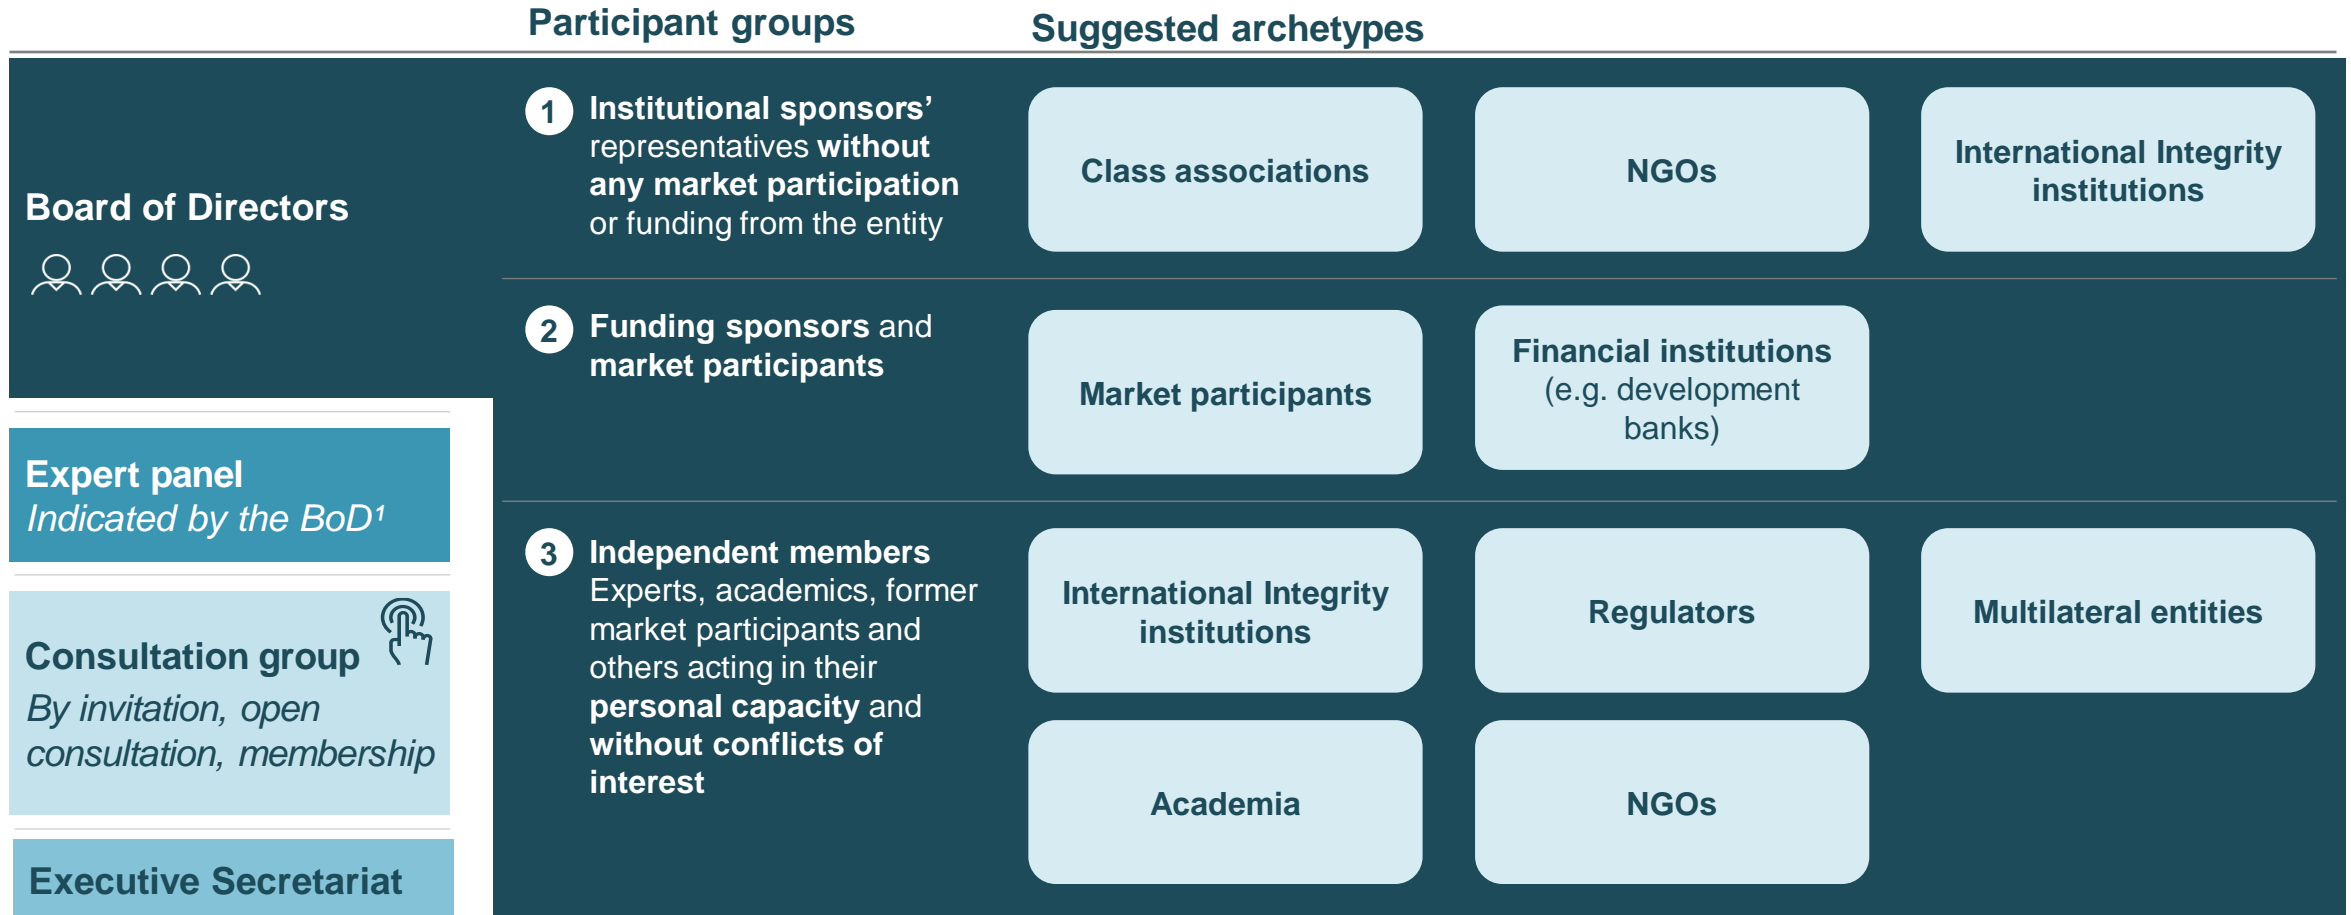 Participant groups
Suggested archetypes
Board of Directors
1
Institutional sponsors’
representatives without
any market participation
or funding from the entity
Class associations
NGOs
International Integrity
institutions
2
Funding sponsors and
market participants
Market participants
Financial institutions
(e.g. development
banks)
3
Independent members
Experts, academics, former
market participants and
others acting in their
personal capacity and
without conflicts of
interest
International Integrity
institutions
Regulators
Multilateral entities
Academia
NGOs
Expert panel
Indicated by the BoD¹
Consultation group
By invitation, open
consultation, membership
Executive Secretariat